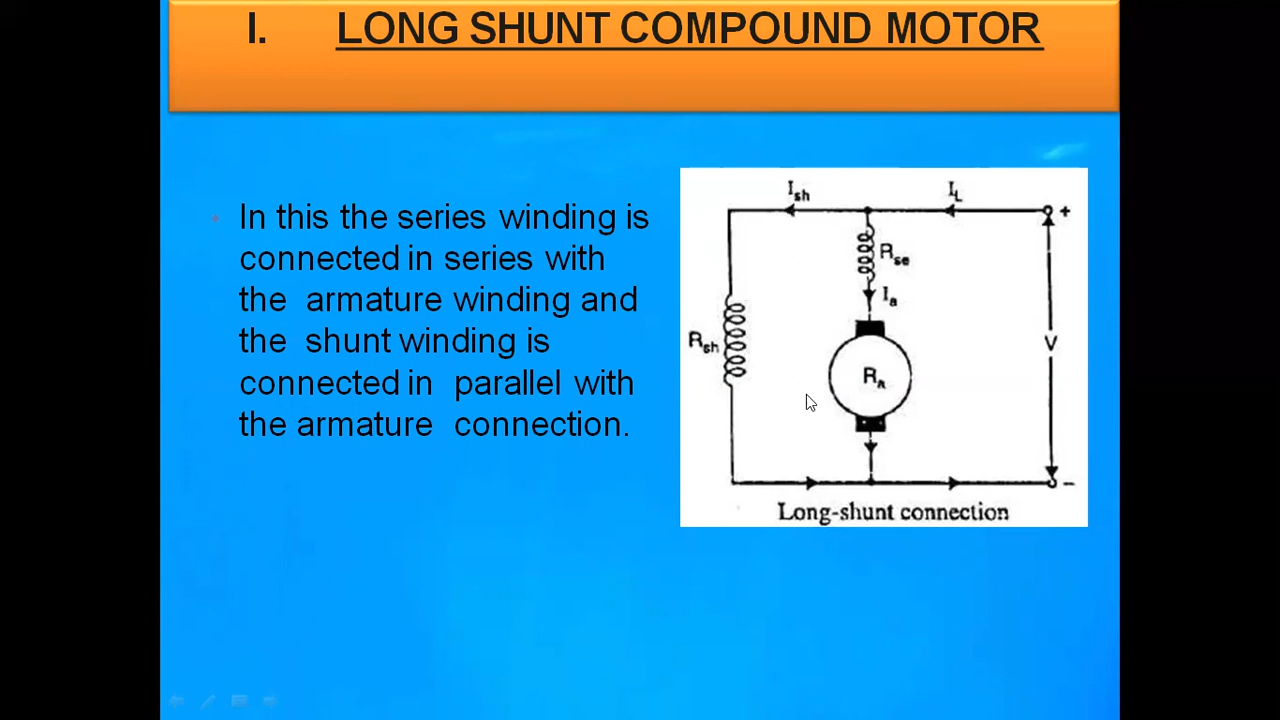 I. LONG SHUNT COMPOUND MOTOR
• In this the series winding is
connected in series with
the armature winding and
the shunt winding is
connected in parallel with
the armature connection.
Ish
IL
+
Rse
Ia
Rsh
V
Ra
-
Long-shunt connection